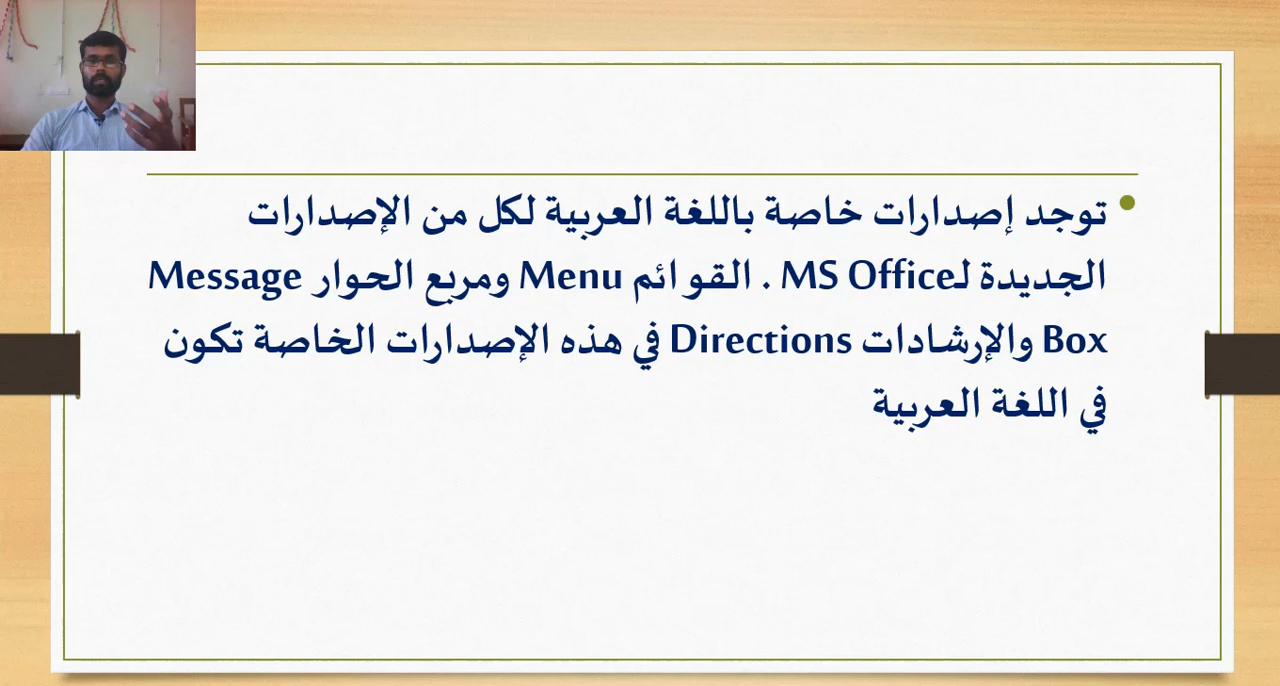 توجد إصدارات خاصة باللغة العربية لكل من الإصدارات
الجديدة لـMS Office . القوائم Menu ومربع الحوار Message
Box والإرشادات Directions في هذه الإصدارات الخاصة تكون
في اللغة العربية